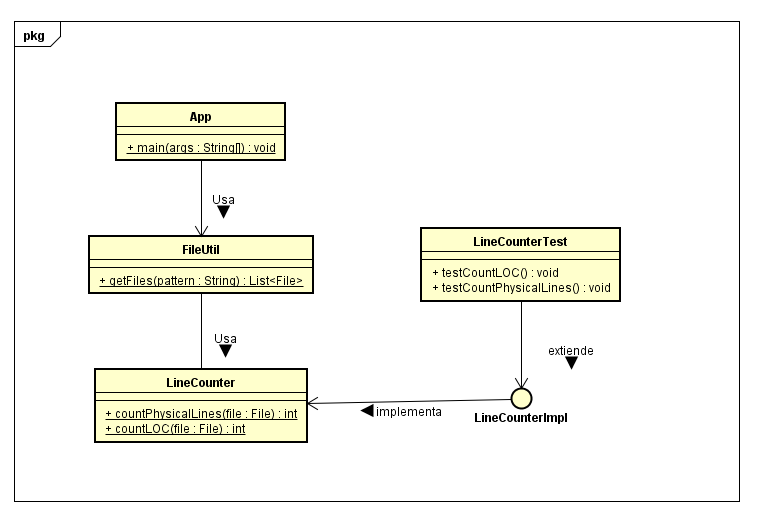 pkg
App
+ main(args : String[]) : void
Usa
FileUtil
+ getFiles(pattern : String) : List<File>
Usa
LineCounter
+ countPhysicalLines(file : File) : int
+ countLOC(file : File) : int
LineCounterTest
+ testCountLOC() : void
+ testCountPhysicalLines() : void
extiende
implementa
LineCounterImpl